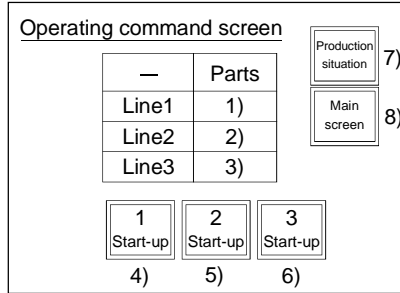 Operating command screen
Production
situation
7)
Main
screen
8)
— Parts
Line1 1)
Line2 2)
Line3 3)
1
Start-up
2
Start-up
3
Start-up
4) 5) 6)